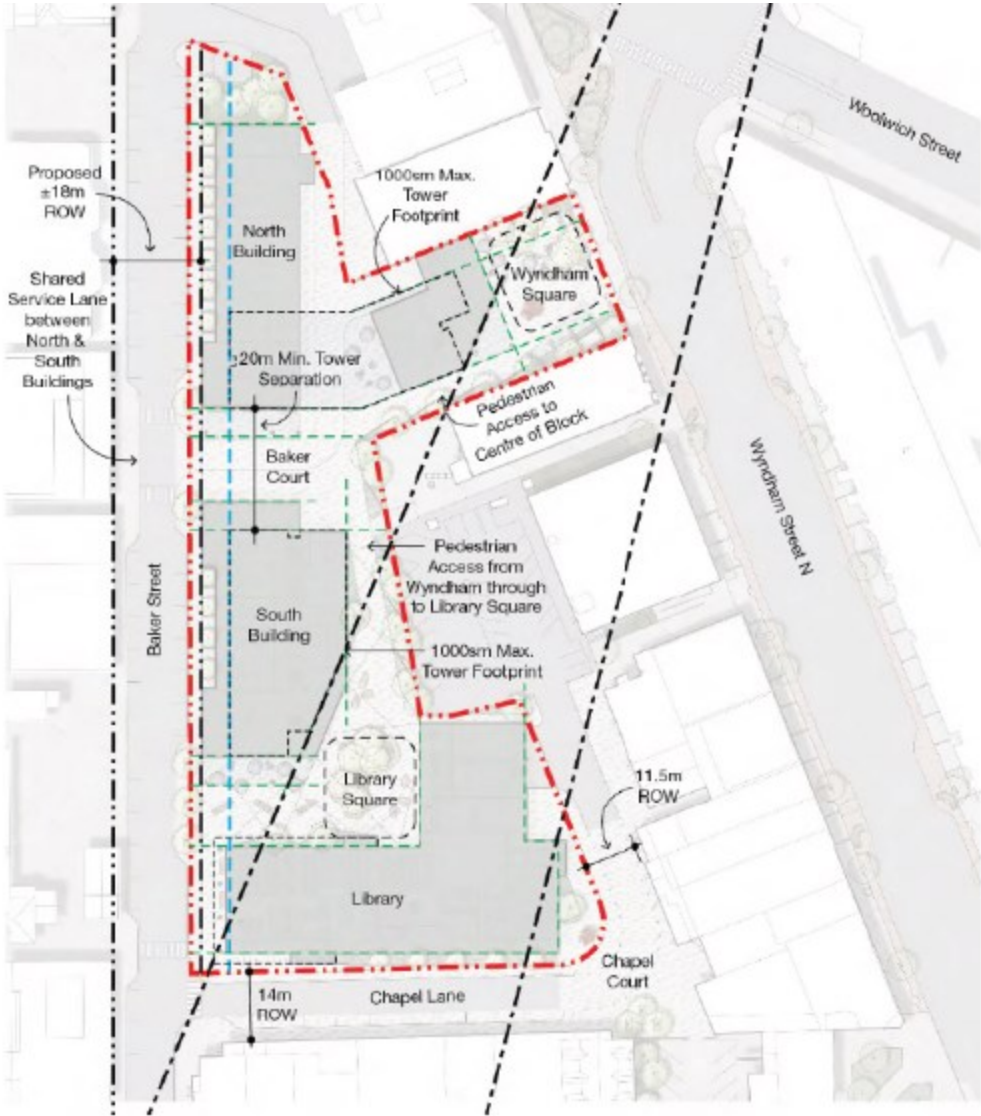 Woolwich Street
Proposed
±18m
ROW
1000sm Max.
Tower
Footprint
North
Building
Wyndham
Square
Shared
Service Lane
between
North &
South
Buildings
20m Min. Tower
Separation
Pedestrian
Access to
Centre of Block
Baker
Court
Wyndham Street N
Pedestrian
Access from
Wyndham through
to Library Square
Baker Street
South
Building
1000sm Max.
Tower Footprint
Library
Square
11.5m
ROW
Library
Chapel
Court
14m
ROW
Chapel Lane